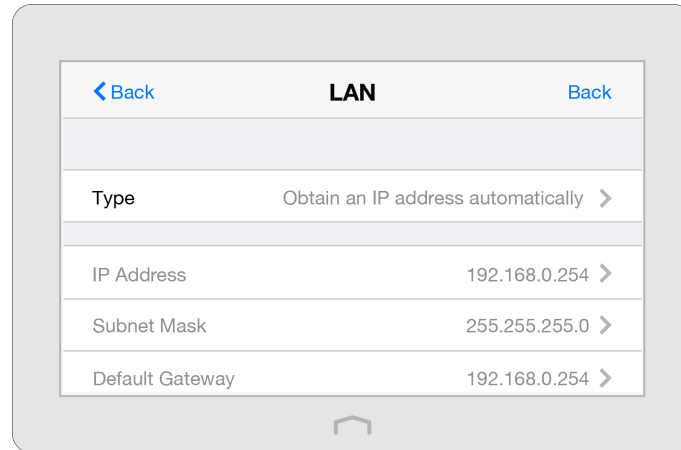 Back LAN Back
Type Obtain an IP address automatically
IP Address 192.168.0.254
Subnet Mask 255.255.255.0
Default Gateway 192.168.0.254